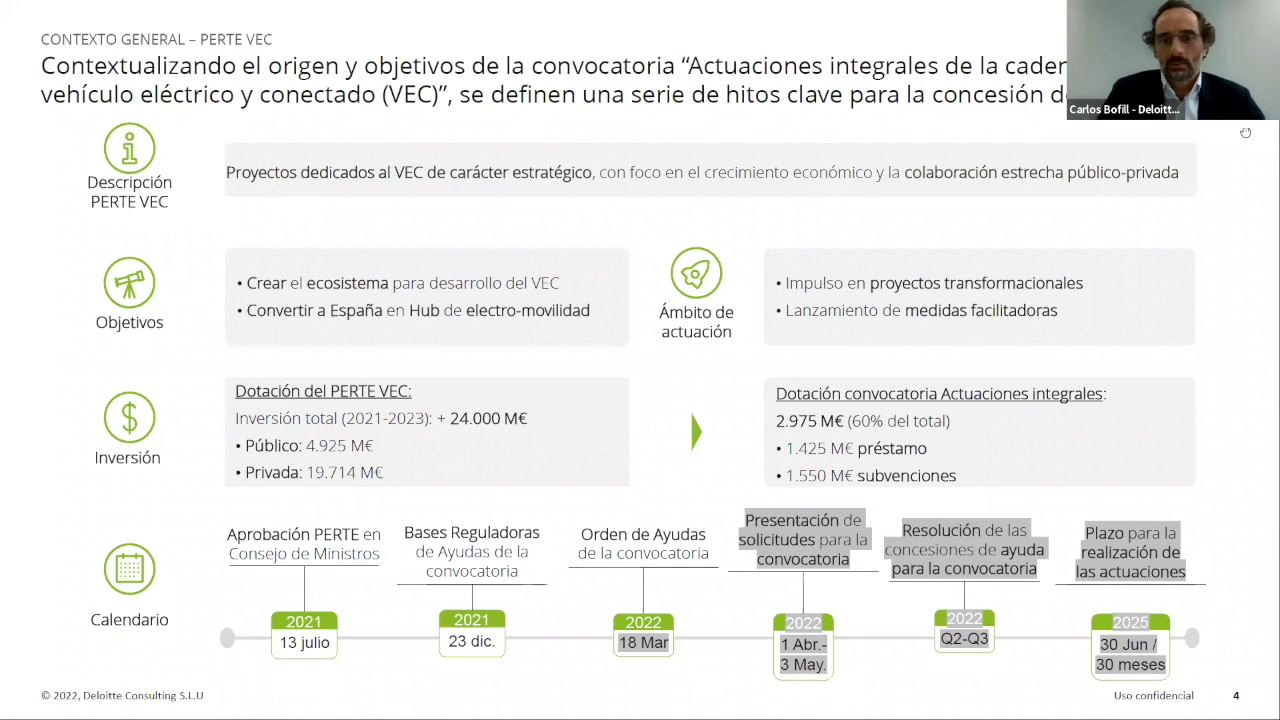 CONTEXTO GENERAL – PERTE VEC
Contextualizando el origen y objetivos de la convocatoria “Actuaciones integrales de la
vehículo eléctrico y conectado (VEC)”, se definen una serie de hitos clave para la concesión
Carlos Bofill - Deloitt...
Descripción
PERTE VEC
Proyectos dedicados al VEC de carácter estratégico, con foco en el crecimiento económico y la colaboración estrecha público-privada
Objetivos
• Crear el ecosistema para desarrollo del VEC
• Convertir a España en Hub de electro-movilidad
Ámbito de
actuación
• Impulso en proyectos transformacionales
• Lanzamiento de medidas facilitadoras
Inversión
Dotación del PERTE VEC:
Inversión total (2021-2023): + 24.000 M€
• Público: 4.925 M€
• Privada: 19.714 M€
Dotación convocatoria Actuaciones integrales:
2.975 M€ (60% del total)
• 1.425 M€ préstamo
• 1.550 M€ subvenciones
Calendario
Aprobación PERTE en
Consejo de Ministros
2021
13 julio
Bases Reguladoras
de Ayudas de la
convocatoria
2021
23 dic.
Orden de Ayudas
de la convocatoria
2022
18 Mar
Presentación de
solicitudes para la
convocatoria
2022
1 Abr.-
3 May.
Resolución de las
concesiones de ayuda
para la convocatoria
2022
Q2-Q3
Plazo para la
realización de
las actuaciones
2025
30 Jun /
30 meses
© 2022, Deloitte Consulting S.L.U
Uso confidencial
4